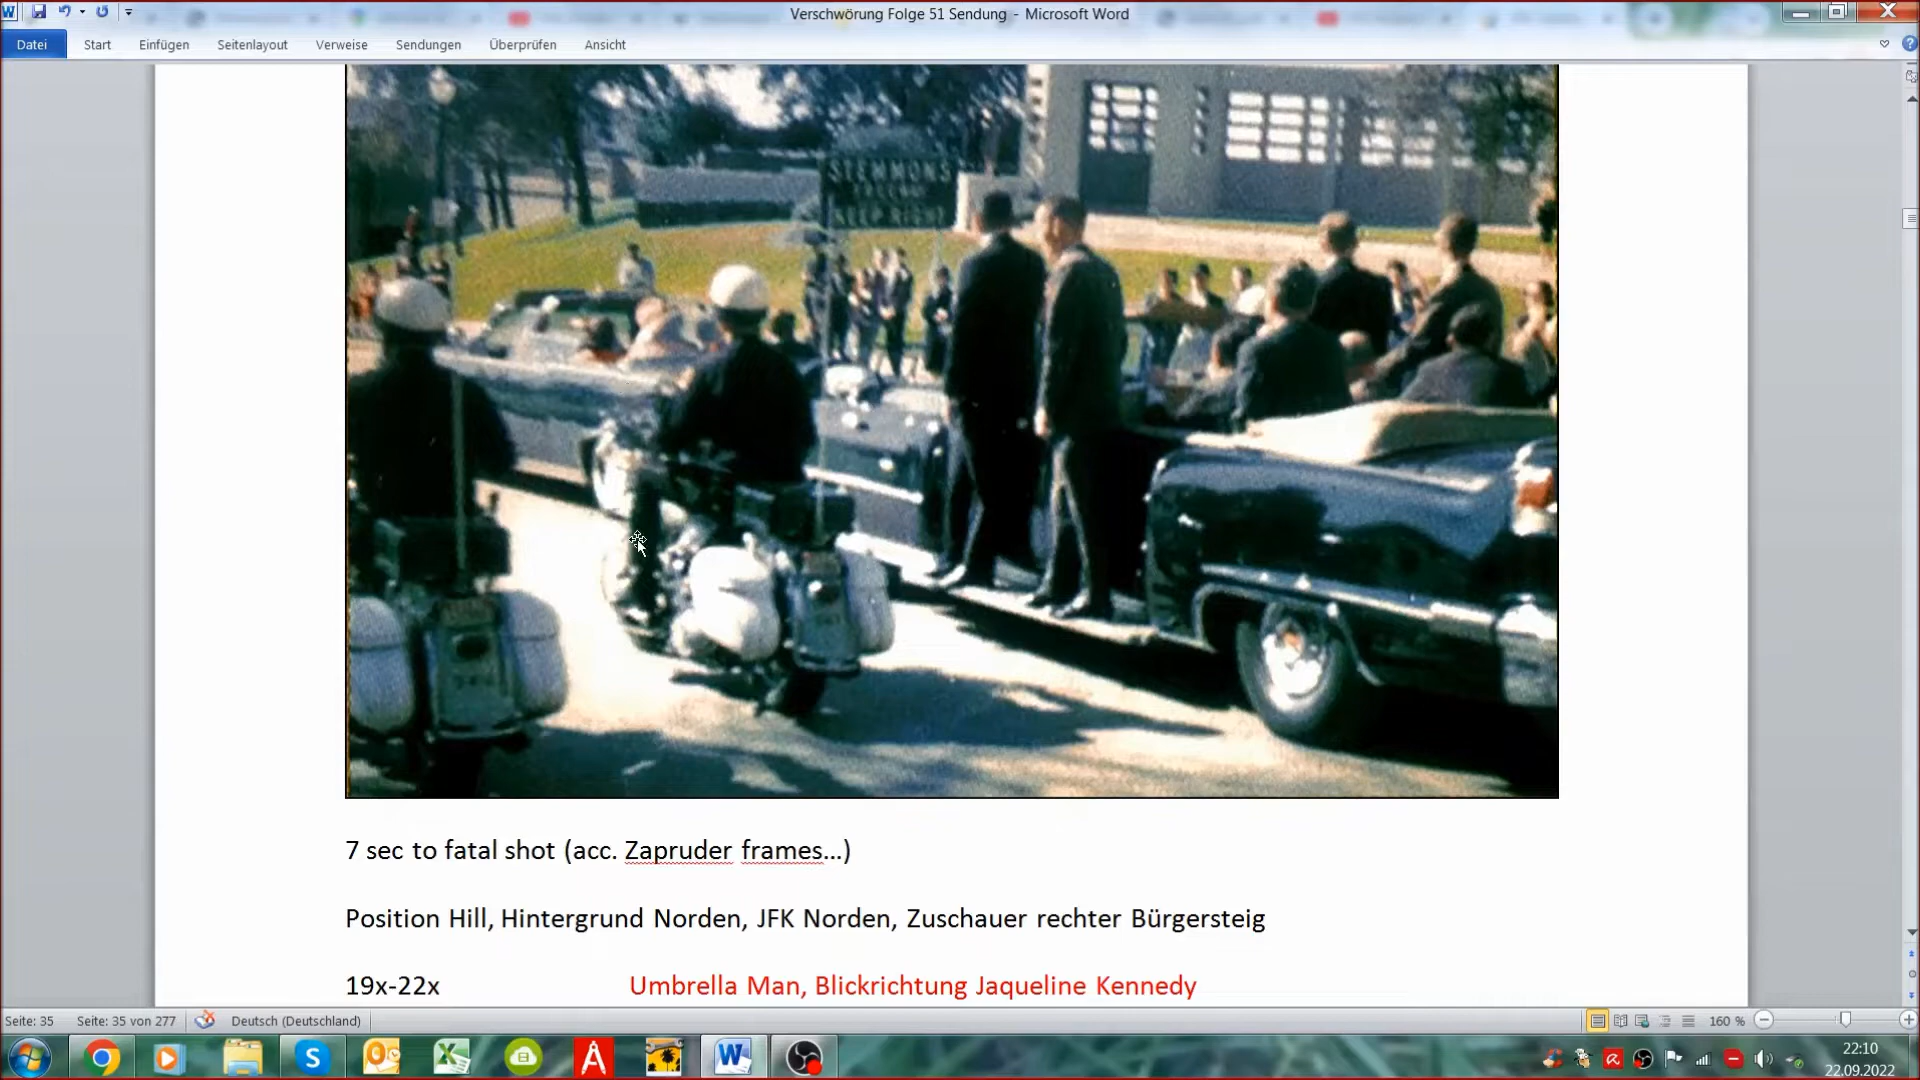 Verschwörung Folge 51 Sendung - Microsoft Word
Datei Start Einfügen Seitenlayout Verweise Sendungen Überprüfen Ansicht
STEMMONS
FREEWAY
KEEP RIGHT
7 sec to fatal shot (acc. Zapruder frames...)
Position Hill, Hintergrund Norden, JFK Norden, Zuschauer rechter Bürgersteig
19x-22x Umbrella Man, Blickrichtung Jaqueline Kennedy
Seite: 35 Seite: 35 von 277 Deutsch (Deutschland) 160 %
22:10
22.09.2022